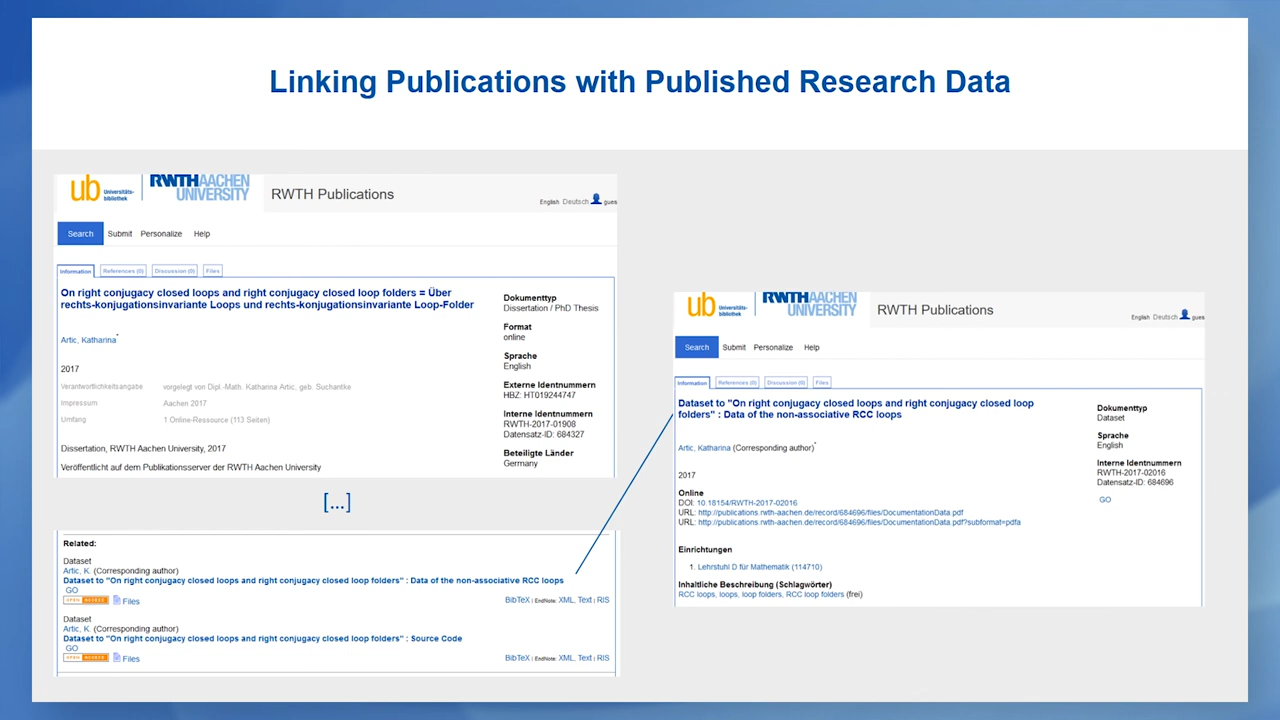 Linking Publications with Published Research Data
ub Universitäts-bibliothek RWTHAACHEN UNIVERSITY RWTH Publications
English Deutsch gues
Search Submit Personalize Help
Information References (0) Discussion (0) Files
On right conjugacy closed loops and right conjugacy closed loop folders = Über
rechts-konjugationsinvariante Loops und rechts-konjugationsinvariante Loop-Folder
Artic, Katharina*
2017
Verantwortlichkeitsangabe vorgelegt von Dipl.-Math. Katharina Artic, geb. Suchantke
Impressum Aachen 2017
Umfang 1 Online-Ressource (113 Seiten)
Dissertation, RWTH Aachen University, 2017
Veröffentlicht auf dem Publikationsserver der RWTH Aachen University
Dokumenttyp
Dissertation / PhD Thesis
Format
online
Sprache
English
Externe Identnummern
HBZ: HT019244747
Interne Identnummern
RWTH-2017-01908
Datensatz-ID: 684327
Beteiligte Länder
Germany
[...]
Related:
Dataset
Artic, K. (Corresponding author)
Dataset to "On right conjugacy closed loops and right conjugacy closed loop folders" : Data of the non-associative RCC loops
GO
OPEN ACCESS Files BibTeX | EndNote: XML, Text | RIS
Dataset
Artic, K. (Corresponding author)
Dataset to "On right conjugacy closed loops and right conjugacy closed loop folders" : Source Code
GO
OPEN ACCESS Files BibTeX | EndNote: XML, Text | RIS
ub Universitäts-bibliothek RWTHAACHEN UNIVERSITY RWTH Publications
English Deutsch gues
Search Submit Personalize Help
Information References (0) Discussion (0) Files
Dataset to "On right conjugacy closed loops and right conjugacy closed loop
folders" : Data of the non-associative RCC loops
Artic, Katharina (Corresponding author)*
2017
Online
DOI: 10.18154/RWTH-2017-02016
URL: http://publications.rwth-aachen.de/record/684696/files/DocumentationData.pdf
URL: http://publications.rwth-aachen.de/record/684696/files/DocumentationData.pdf?subformat=pdfa
Einrichtungen
1. Lehrstuhl D für Mathematik (114710)
Inhaltliche Beschreibung (Schlagwörter)
RCC loops, loops, loop folders, RCC loop folders (frei)
Dokumenttyp
Dataset
Sprache
English
Interne Identnummern
RWTH-2017-02016
Datensatz-ID: 684696
GO